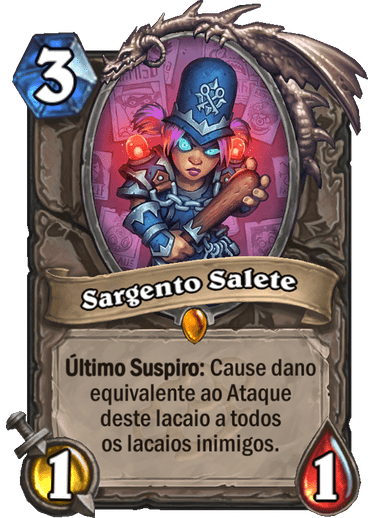 3
Sargento Salete
Último Suspiro: Cause dano
equivalente ao Ataque
deste lacaio a todos
os lacaios inimigos.
1
1